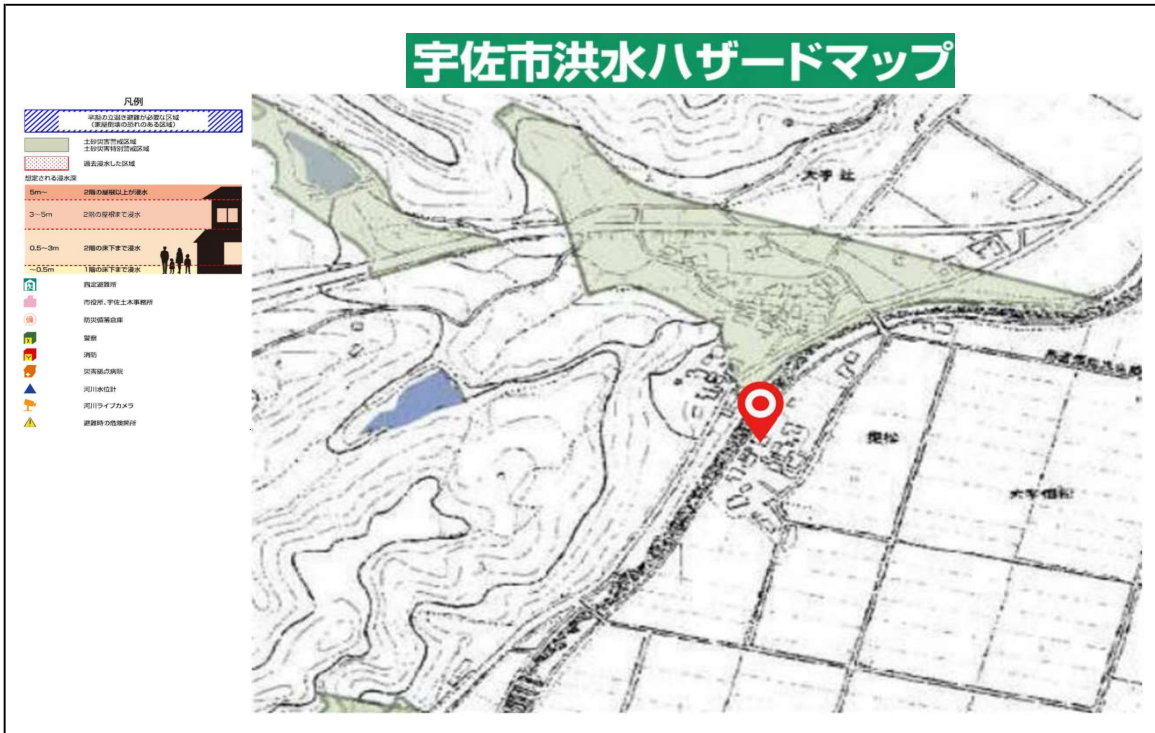 宇佐市洪水ハザードマップ
凡例
早期の立退き避難が必要な区域
(家屋倒壊の恐れのある区域)
土砂災害警戒区域
土砂災害特別警戒区域
過去浸水した区域
想定される浸水深
5m～ 2階の屋根以上が浸水
3～5m 2階の屋根まで浸水
0.5～3m 2階の床下まで浸水
～0.5m 1階の床下まで浸水
指定避難所
市役所、宇佐土木事務所
防災備蓄倉庫
警察
消防
災害拠点病院
河川水位計
河川ライブカメラ
避難時の危険箇所
大字 辻